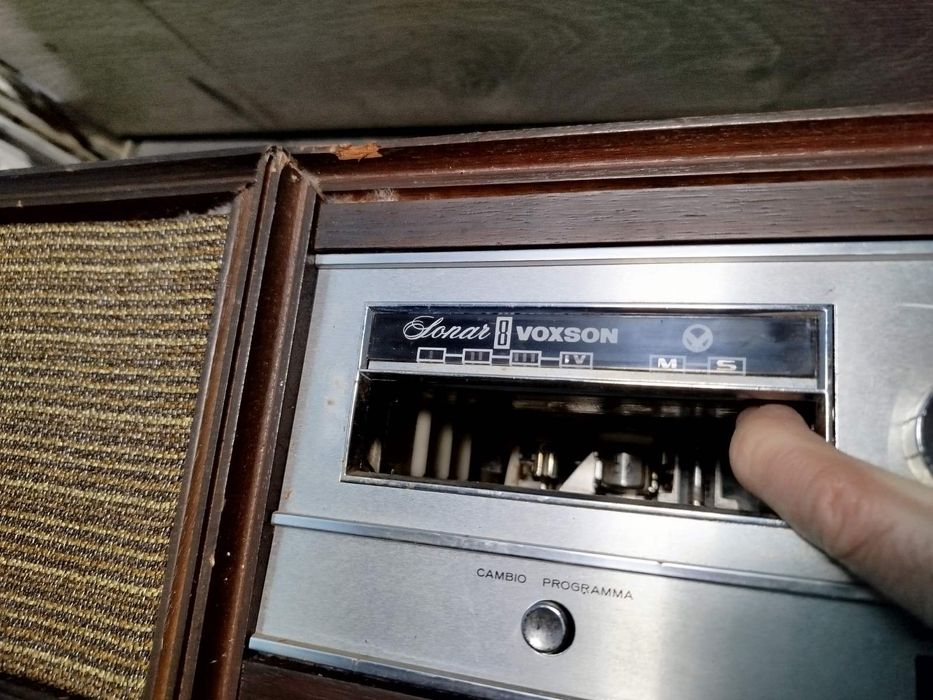 Sonar 8 VOXSON
I II III IV M S
CAMBIO PROGRAMMA